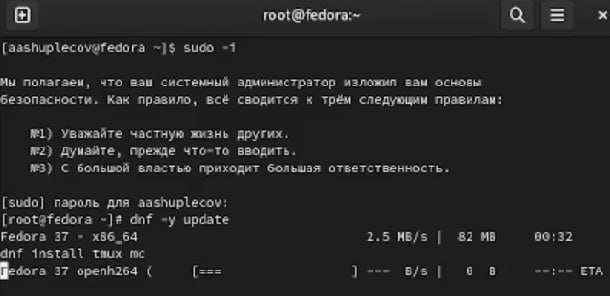 root@fedora:~
[aashuplecov@fedora ~]$ sudo -i
Мы полагаем, что ваш системный администратор изложил вам основы
безопасности. Как правило, всё сводится к трём следующим правилам:
№1) Уважайте частную жизнь других.
№2) Думайте, прежде что-то вводить.
№3) С большой властью приходит большая ответственность.
[sudo] пароль для aashuplecov:
[root@fedora ~]# dnf -y update
Fedora 37 - x86_64 2.5 MB/s | 82 MB 00:32
dnf install tmux mc
Fedora 37 openh264 ( [=== ] --- B/s | 0 B --:-- ETA